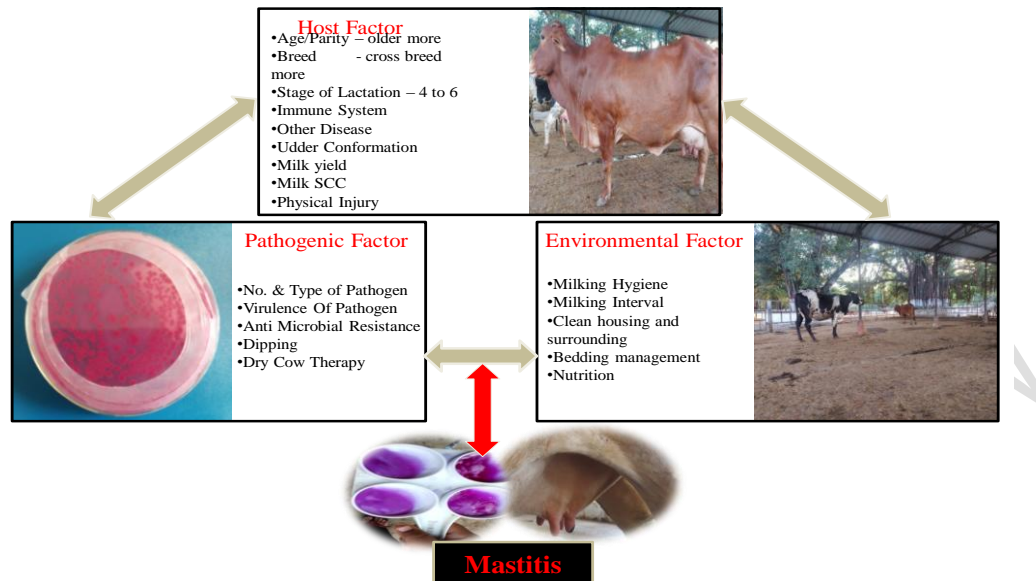 Host Factor
•Age/Parity – older more
•Breed - cross breed
more
•Stage of Lactation – 4 to 6
•Immune System
•Other Disease
•Udder Conformation
•Milk yield
•Milk SCC
•Physical Injury
Pathogenic Factor
•No. & Type of Pathogen
•Virulence Of Pathogen
•Anti Microbial Resistance
•Dipping
•Dry Cow Therapy
Environmental Factor
•Milking Hygiene
•Milking Interval
•Clean housing and
surrounding
•Bedding management
•Nutrition
Mastitis